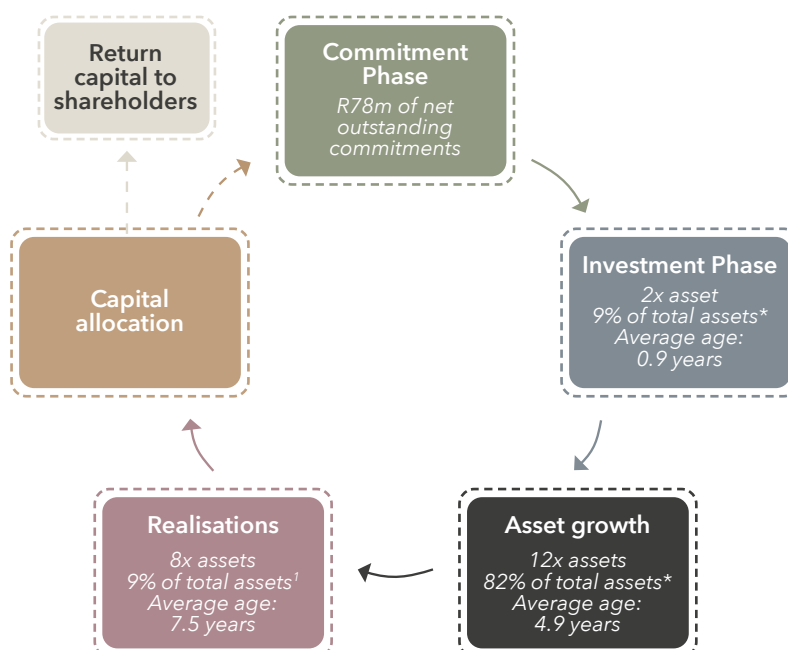 Return
capital to
shareholders
Commitment
Phase
R78m of net
outstanding
commitments
Investment Phase
2x asset
9% of total assets*
Average age:
0.9 years
Asset growth
12x assets
82% of total assets*
Average age:
4.9 years
Realisations
8x assets
9% of total assets¹
Average age:
7.5 years
Capital
allocation